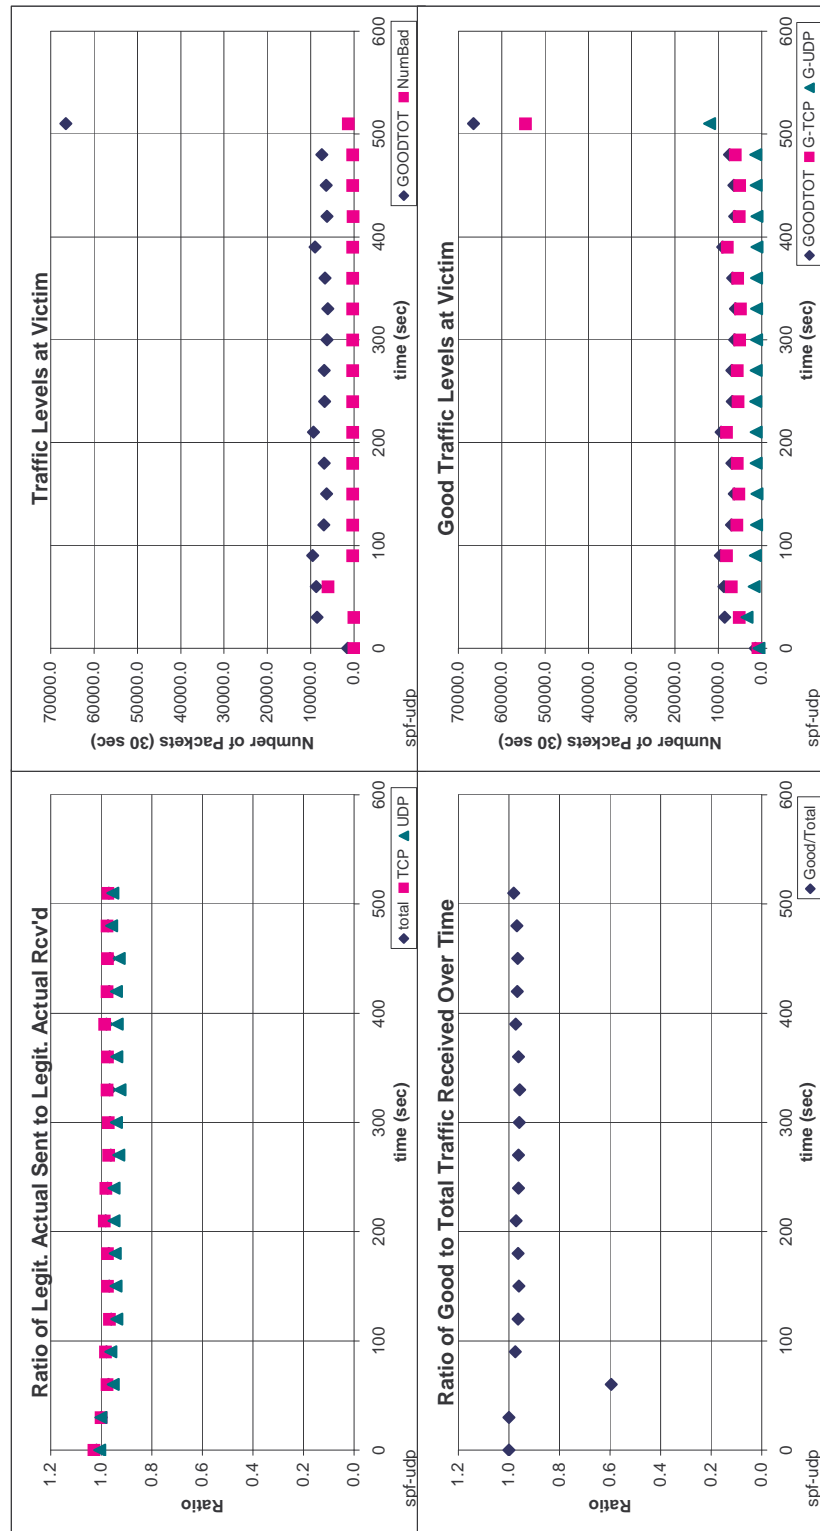 Ratio of Legit. Actual Sent to Legit. Actual Rcv'd
1.2
1.0
0.8
0.6
0.4
0.2
0.0
Ratio
0 100 200 300 400 500 600
time (sec)
spf-udp
total TCP UDP
Traffic Levels at Victim
70000.0
60000.0
50000.0
40000.0
30000.0
20000.0
10000.0
0.0
Number of Packets (30 sec)
0 100 200 300 400 500 600
time (sec)
spf-udp
GOODTOT NumBad
Ratio of Good to Total Traffic Received Over Time
1.2
1.0
0.8
0.6
0.4
0.2
0.0
Ratio
0 100 200 300 400 500 600
time (sec)
spf-udp
Good/Total
Good Traffic Levels at Victim
70000.0
60000.0
50000.0
40000.0
30000.0
20000.0
10000.0
0.0
Number of Packets (30 sec)
0 100 200 300 400 500 600
time (sec)
spf-udp
GOODTOT G-TCP G-UDP